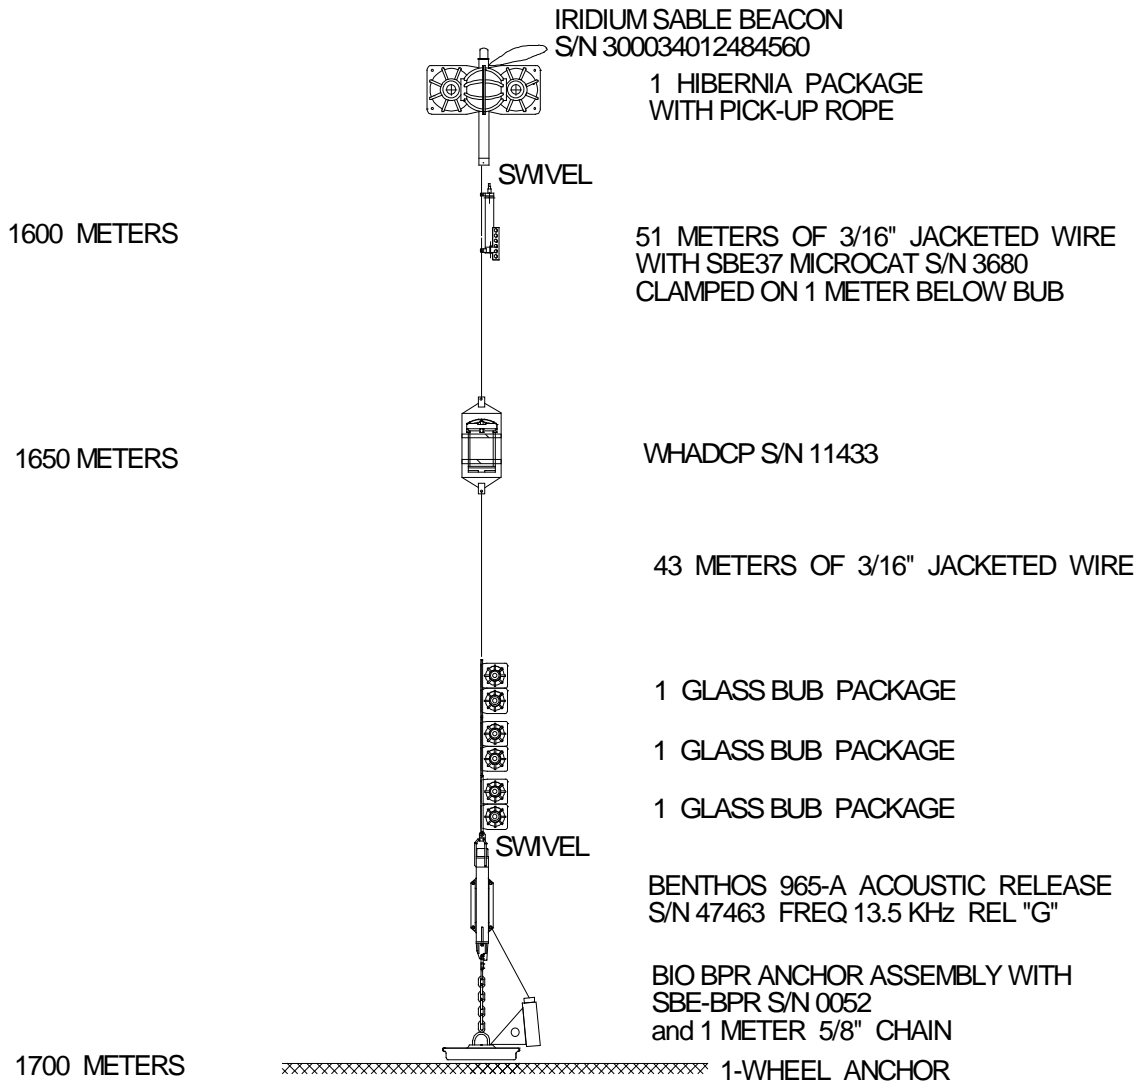 IRIDIUM SABLE BEACON
S/N 300034012484560
1 HIBERNIA PACKAGE
WITH PICK-UP ROPE
SWIVEL
1600 METERS
51 METERS OF 3/16" JACKETED WIRE
WITH SBE37 MICROCAT S/N 3680
CLAMPED ON 1 METER BELOW BUB
1650 METERS
WHADCP S/N 11433
43 METERS OF 3/16" JACKETED WIRE
1 GLASS BUB PACKAGE
1 GLASS BUB PACKAGE
1 GLASS BUB PACKAGE
SWIVEL
BENTHOS 965-A ACOUSTIC RELEASE
S/N 47463 FREQ 13.5 KHz REL "G"
BIO BPR ANCHOR ASSEMBLY WITH
SBE-BPR S/N 0052
and 1 METER 5/8" CHAIN
1700 METERS
1-WHEEL ANCHOR